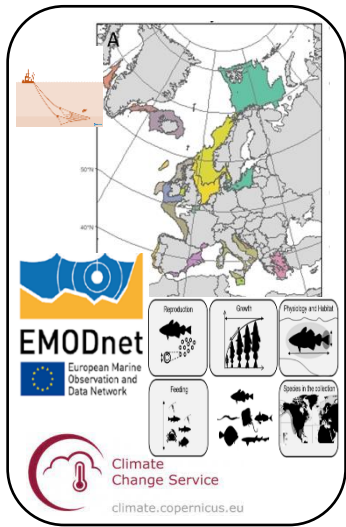 A
50°N
40°N
EMODnet
European Marine
Observation and
Data Network
Reproduction
Growth
Physiology and Habitat
Feeding
Species in the collection
Climate
Change Service
climate.copernicus.eu